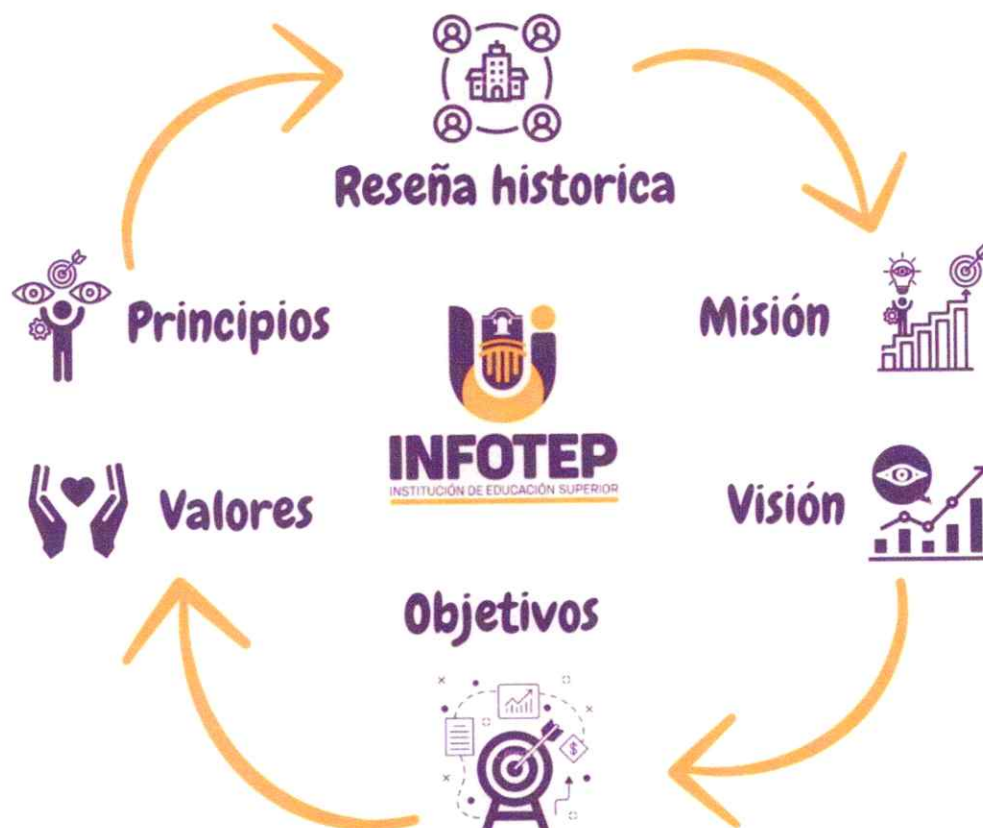 Reseña historica
Principios
Misión
INFOTEP
INSTITUCIÓN DE EDUCACIÓN SUPERIOR
Valores
Visión
Objetivos